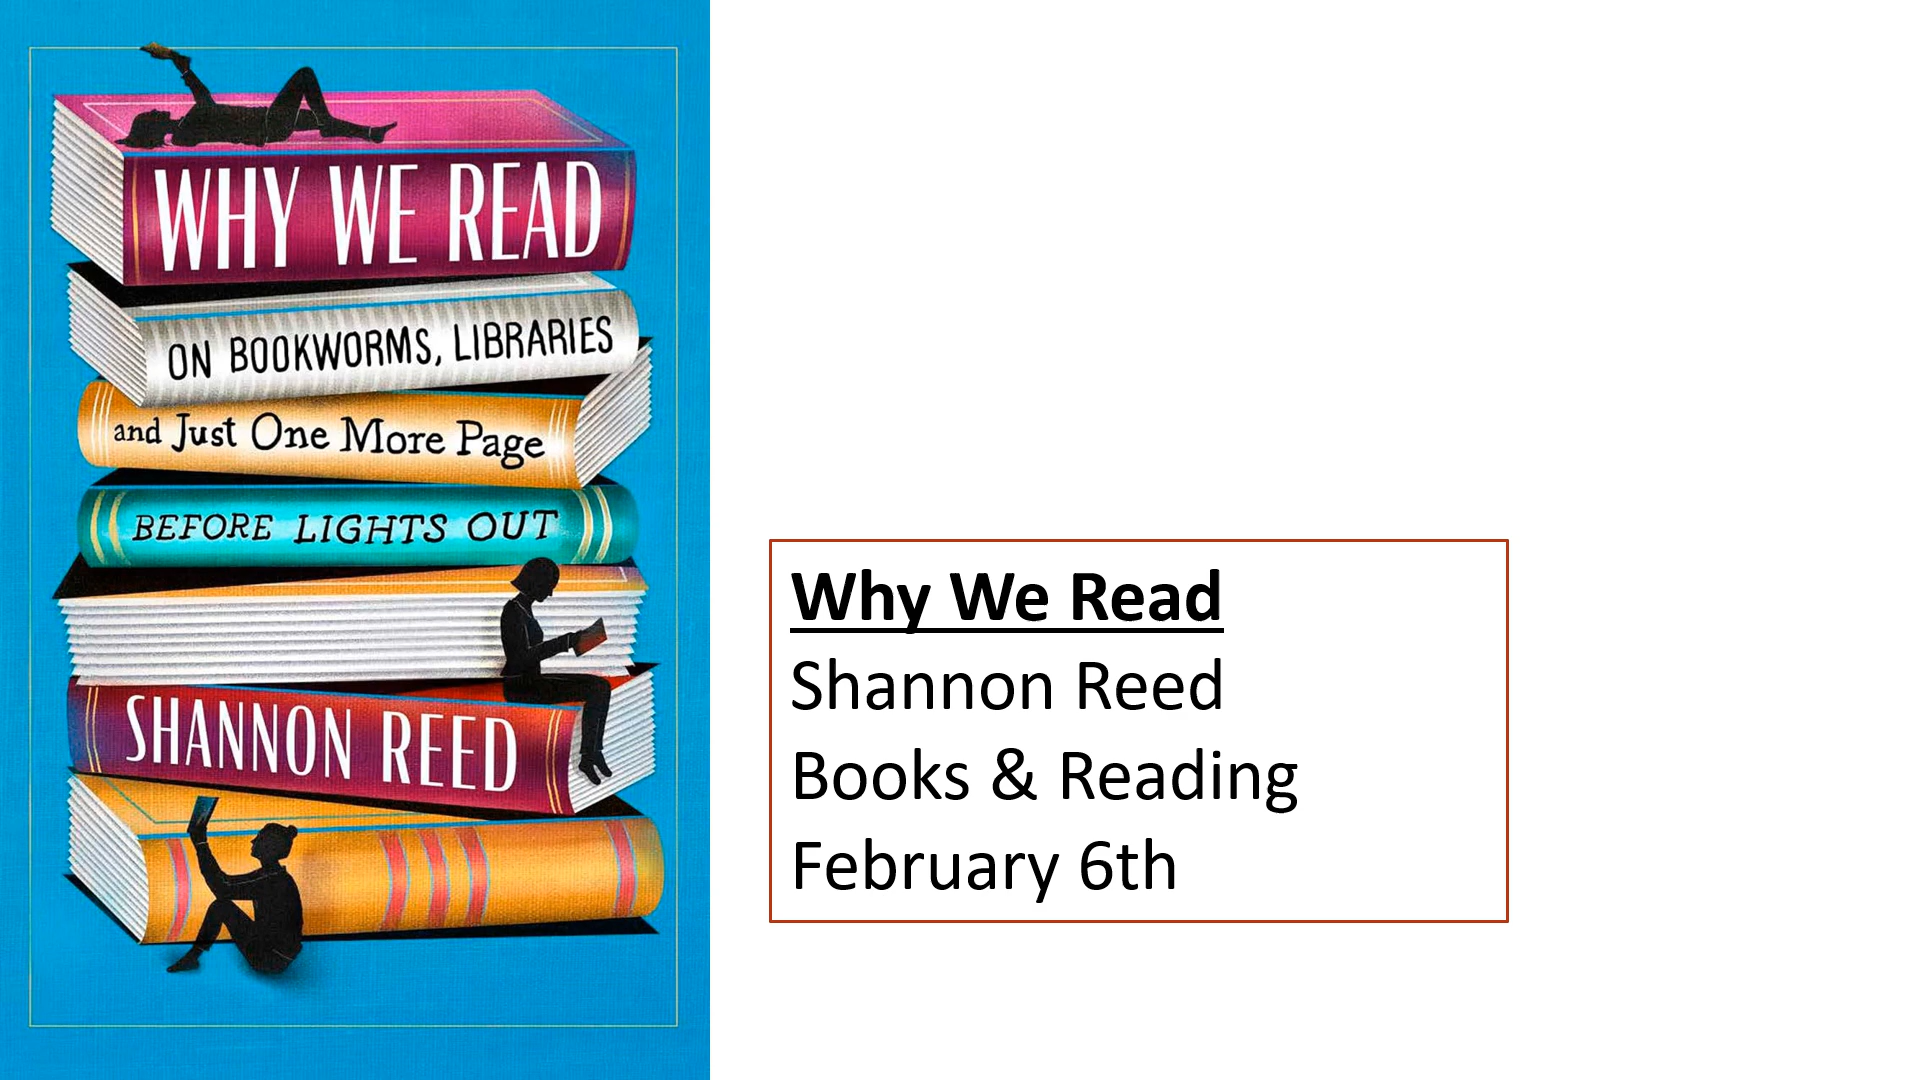 WHY WE READ
ON BOOKWORMS, LIBRARIES
and Just One More Page
BEFORE LIGHTS OUT
SHANNON REED
Why We Read
Shannon Reed
Books & Reading
February 6th